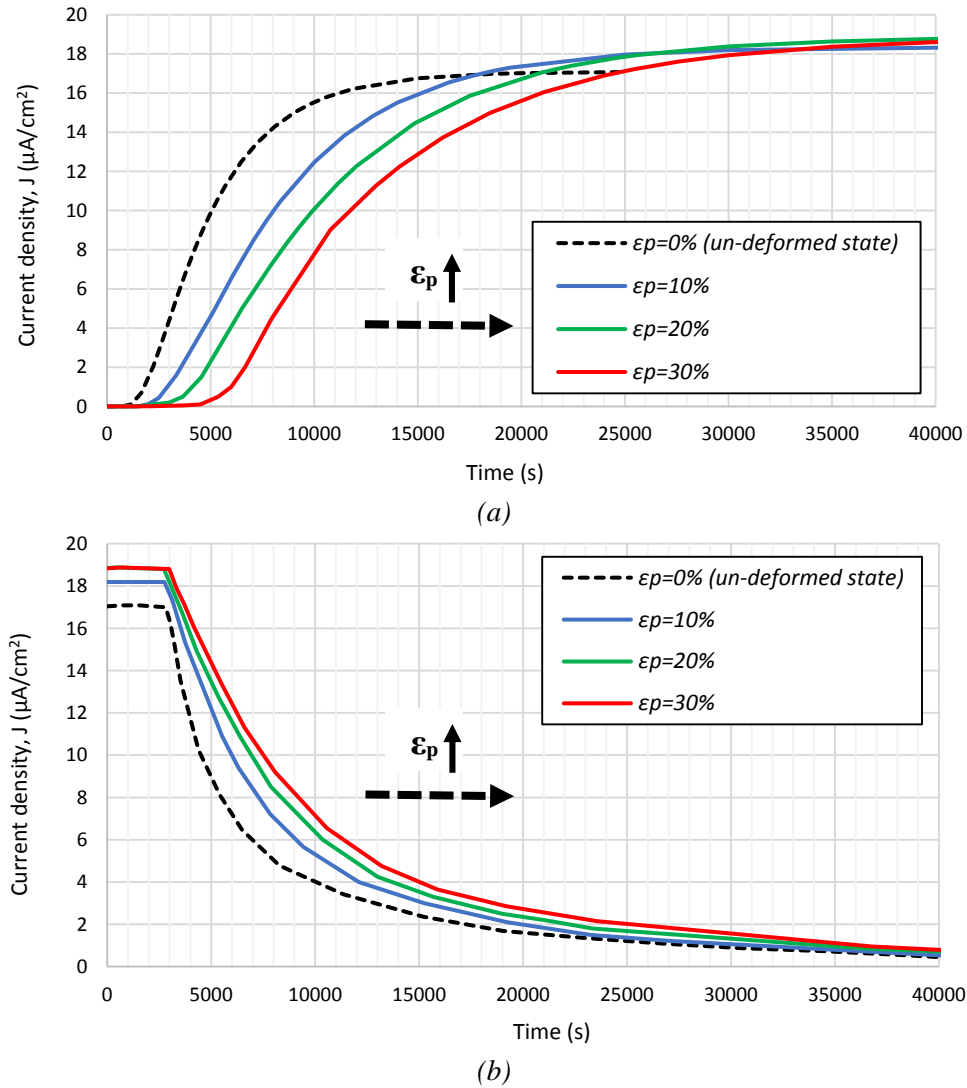 20
18
16
14
12
10
8
6
4
2
0
Current density, J (µA/cm²)
εp
εp=0% (un-deformed state)
εp=10%
εp=20%
εp=30%
0 5000 10000 15000 20000 25000 30000 35000 40000
Time (s)
(a)
20
18
16
14
12
10
8
6
4
2
0
Current density, J (µA/cm²)
εp=0% (un-deformed state)
εp=10%
εp=20%
εp=30%
εp
0 5000 10000 15000 20000 25000 30000 35000 40000
Time (s)
(b)